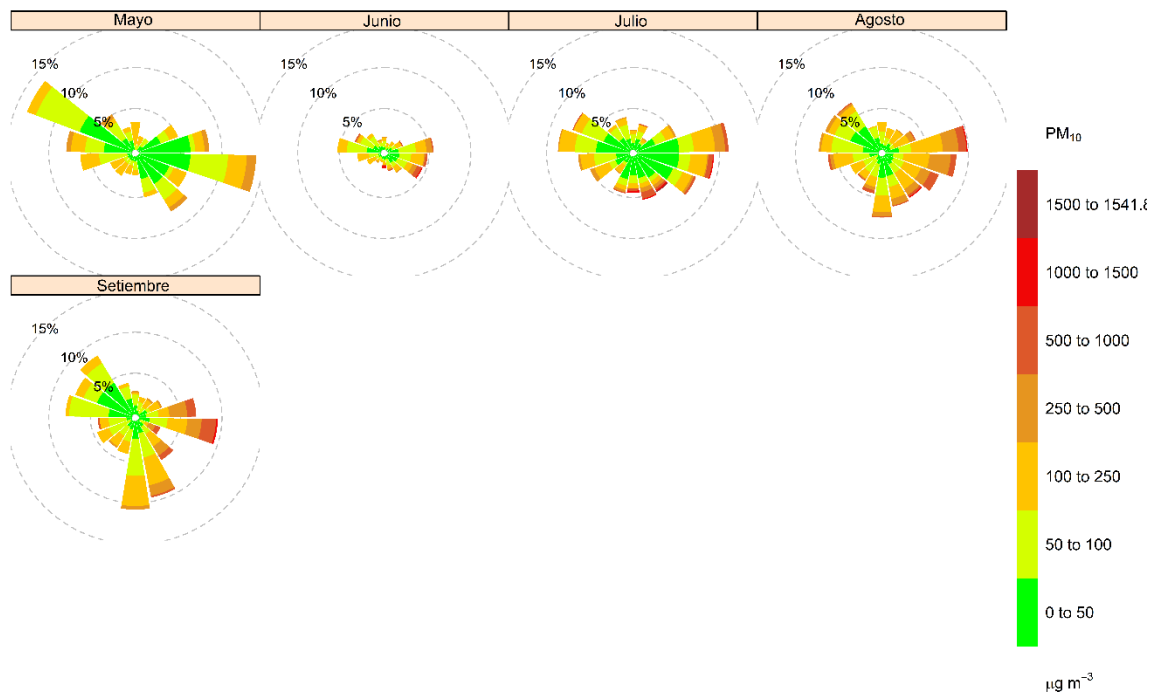 Mayo
Junio
Julio
Agosto
15%
10%
5%
15%
10%
5%
15%
10%
5%
15%
10%
5%
Setiembre
15%
10%
5%
PM₁₀
1500 to 1541.8
1000 to 1500
500 to 1000
250 to 500
100 to 250
50 to 100
0 to 50
µg m⁻³